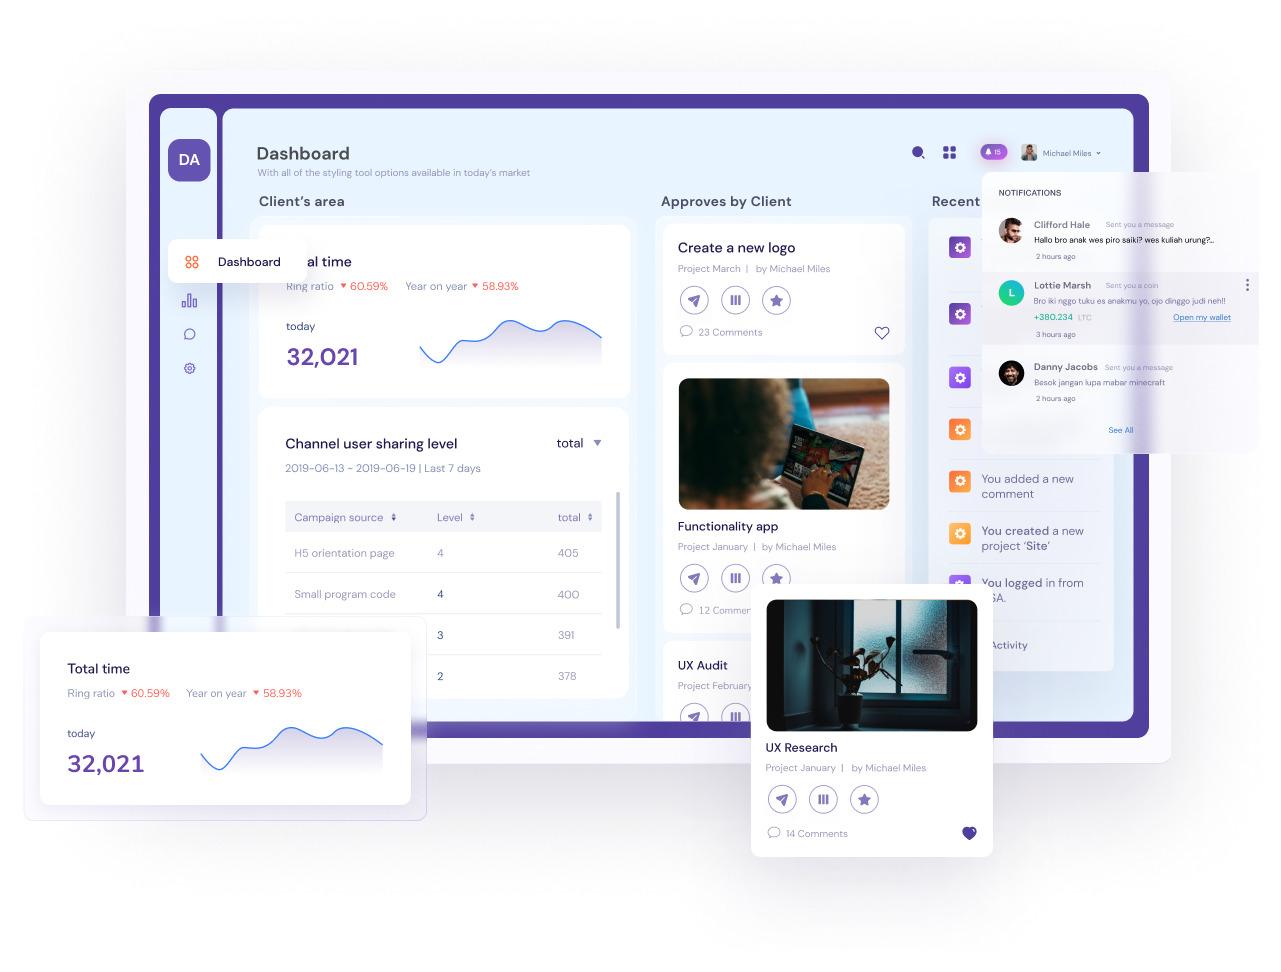 DA
Dashboard
With all of the styling tool options available in today's market
15
Michael Miles
Client's area
Approves by Client
Recent
Dashboard
al time
Ring ratio 60.59% Year on year 58.93%
today
32,021
Channel user sharing level
total
2019-06-13 ~ 2019-06-19 | Last 7 days
Campaign source Level total
H5 orientation page 4 405
Small program code 4 400
3 391
2 378
Total time
Ring ratio 60.59% Year on year 58.93%
today
32,021
Create a new logo
Project March | by Michael Miles
23 Comments
Functionality app
Project January | by Michael Miles
12 Commen
UX Audit
Project February
UX Research
Project January | by Michael Miles
14 Comments
NOTIFICATIONS
Clifford Hale Sent you a message
Hallo bro anak wes piro saiki? wes kuliah urung?...
2 hours ago
L
Lottie Marsh Sent you a coin
Bro iki nggo tuku es anakmu yo, ojo dinggo judi neh!!
+380.234 LTC Open my wallet
3 hours ago
Danny Jacobs Sent you a message
Besok jangan lupa mabar minecraft
2 hours ago
See All
You added a new
comment
You created a new
project 'Site'
You logged in from
SA.
Activity